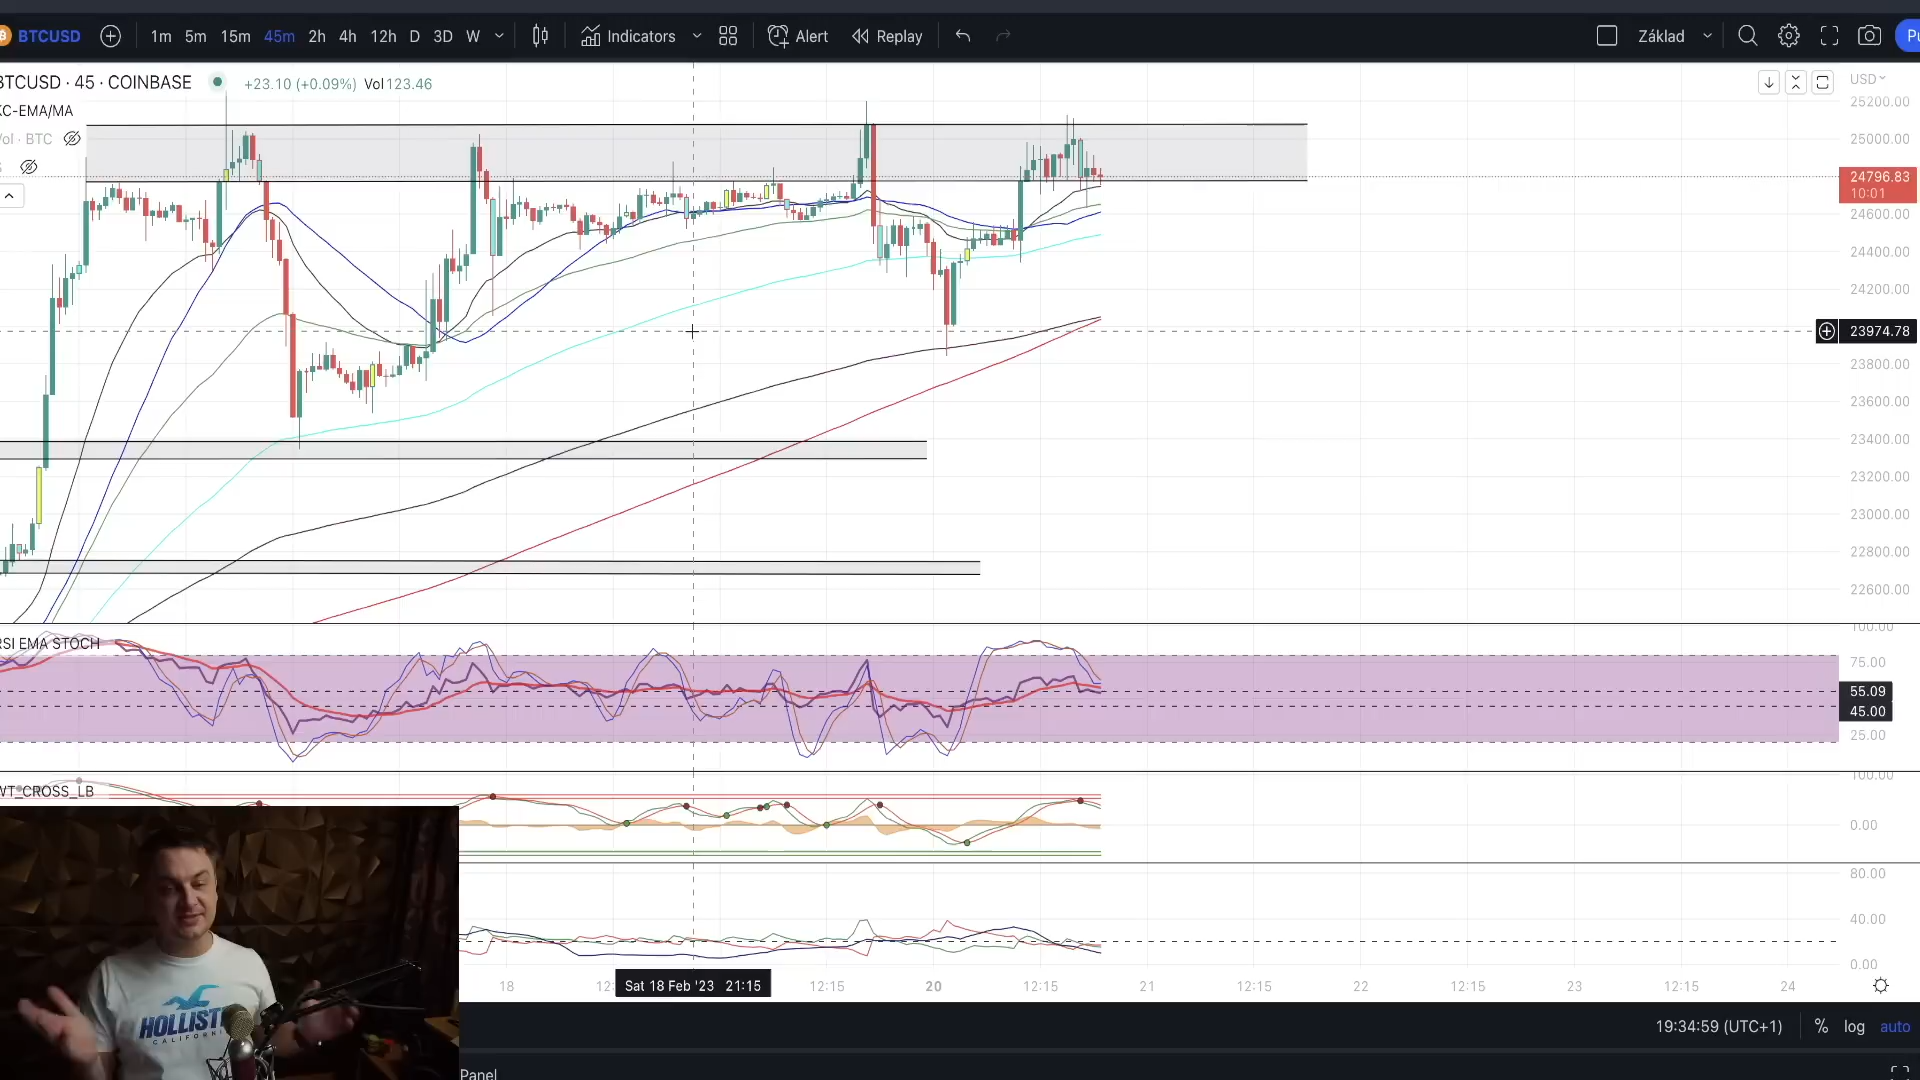 BTCUSD 1m 5m 15m 45m 2h 4h 12h D 3D W Indicators Alert Replay Základ
BTCUSD · 45 · COINBASE +23.10 (+0.09%) Vol123.46
KC-EMA/MA
Vol · BTC
USD
25200.00
25000.00
24796.83
10:01
24600.00
24400.00
24200.00
23974.78
23800.00
23600.00
23400.00
23200.00
23000.00
22800.00
22600.00
RSI EMA STOCH
100.00
75.00
55.09
45.00
25.00
WT_CROSS_LB
100.00
0.00
80.00
40.00
0.00
18 12: Sat 18 Feb '23 21:15 12:15 20 12:15 21 12:15 22 12:15 23 12:15 24
HOLLIST
CALIFORNI
19:34:59 (UTC+1) % log auto
Panel